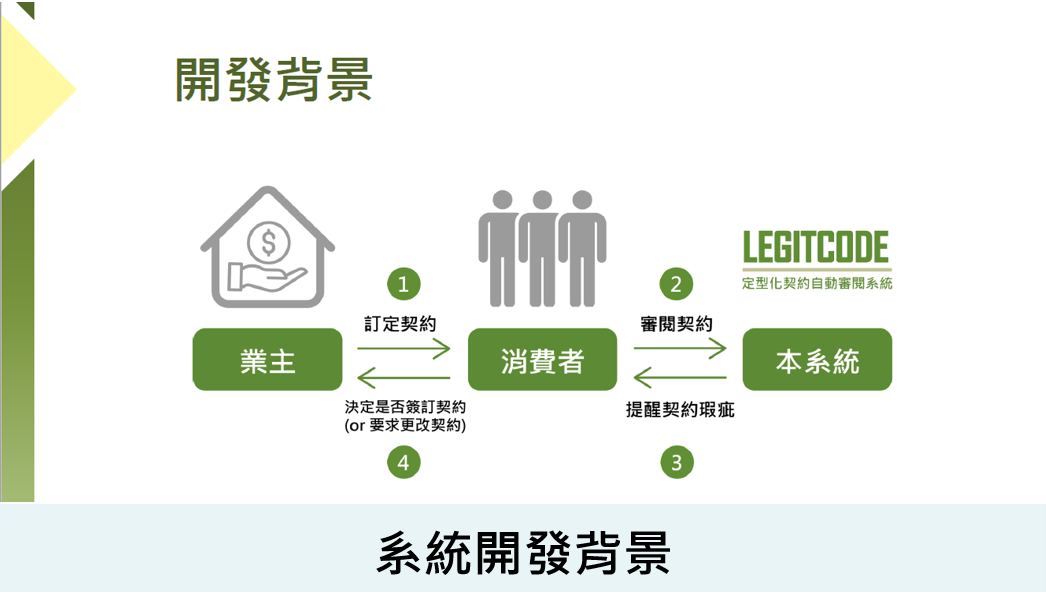 開發背景
$
LEGITCODE
定型化契約自動審閱系統
1
訂定契約
2
審閱契約
業主
消費者
本系統
決定是否簽訂契約
(or 要求更改契約)
4
提醒契約瑕疵
3
系統開發背景